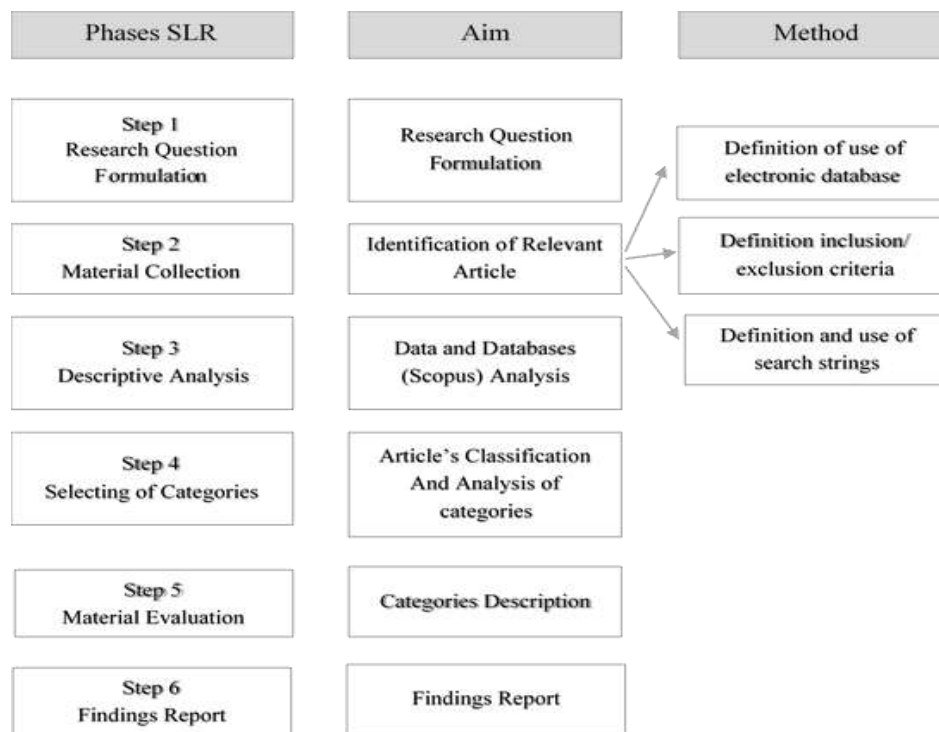 Phases SLR
Aim
Method
Step 1
Research Question
Formulation
Research Question
Formulation
Definition of use of
electronic database
Step 2
Material Collection
Identification of Relevant
Article
Definition inclusion/
exclusion criteria
Step 3
Descriptive Analysis
Data and Databases
(Scopus) Analysis
Definition and use of
search strings
Step 4
Selecting of Categories
Article’s Classification
And Analysis of
categories
Step 5
Material Evaluation
Categories Description
Step 6
Findings Report
Findings Report